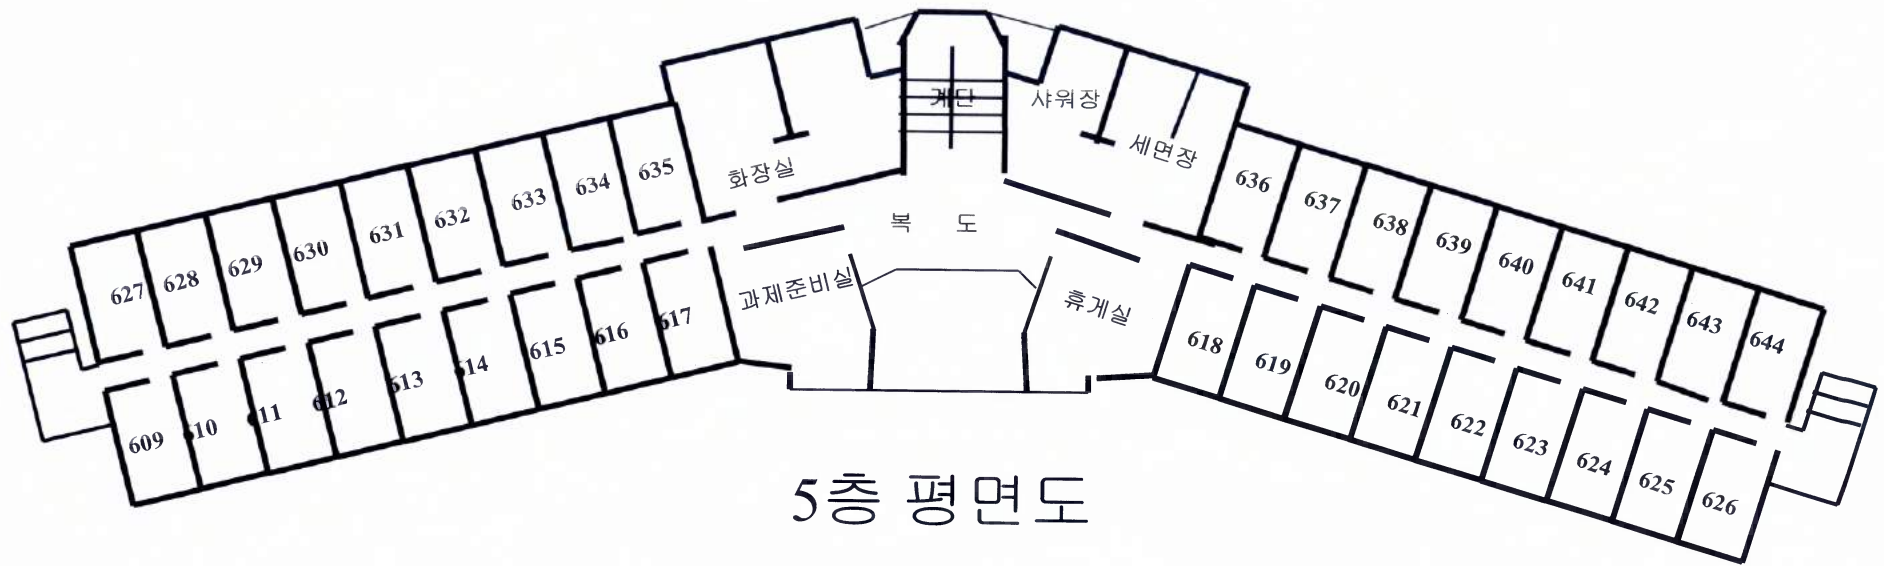 계단
샤워장
세면장
화장실
복 도
과제준비실
휴게실
627 628 629 630 631 632 633 634 635
636 637 638 639 640 641 642 643 644
609 610 611 612 613 614 615 616 617
618 619 620 621 622 623 624 625 626
5층 평면도